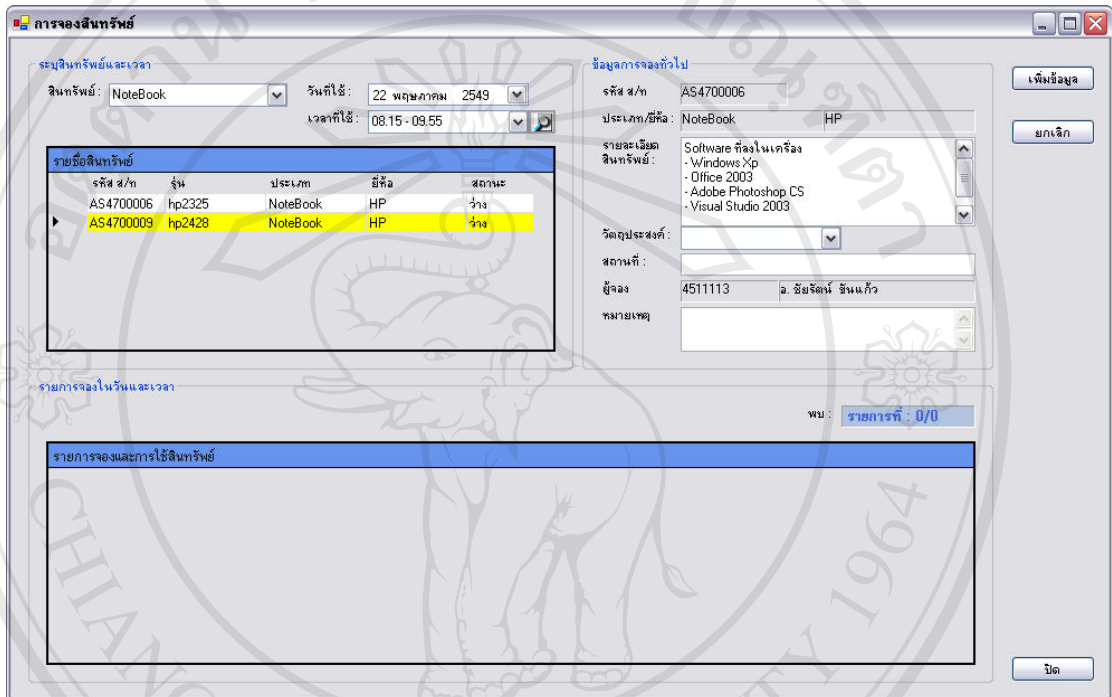 การจองสินทรัพย์
ระบุสินทรัพย์และเวลา
สินทรัพย์ : NoteBook วันที่ใช้ : 22 พฤษภาคม 2549
เวลาที่ใช้ : 08.15 - 09.55
รายชื่อสินทรัพย์
รหัส ส/ท รุ่น ประเภท ยี่ห้อ สถานะ
AS4700006 hp2325 NoteBook HP ว่าง
AS4700009 hp2428 NoteBook HP ว่าง
ข้อมูลการจองทั่วไป
รหัส ส/ท AS4700006
ประเภท/ยี่ห้อ : NoteBook HP
รายละเอียด
สินทรัพย์ :
Software ที่ลงในเครื่อง
- Windows Xp
- Office 2003
- Adobe Photoshop CS
- Visual Studio 2003
วัตถุประสงค์ :
สถานที่ :
ผู้จอง 4511113 อ. ชัยรัตน์ ขันแก้ว
หมายเหตุ
เพิ่มข้อมูล
ยกเลิก
รายการจองในวันและเวลา
พบ : รายการที่ : 0/0
รายการจองและการใช้สินทรัพย์
ปิด
CHIANG
TY 1964